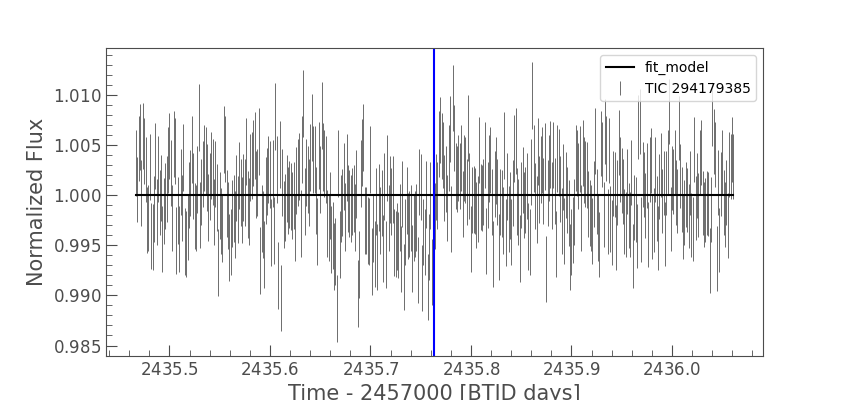 fit_model
TIC 294179385
Normalized Flux
1.010
1.005
1.000
0.995
0.990
0.985
2435.5 2435.6 2435.7 2435.8 2435.9 2436.0
Time - 2457000 [BTJD days]